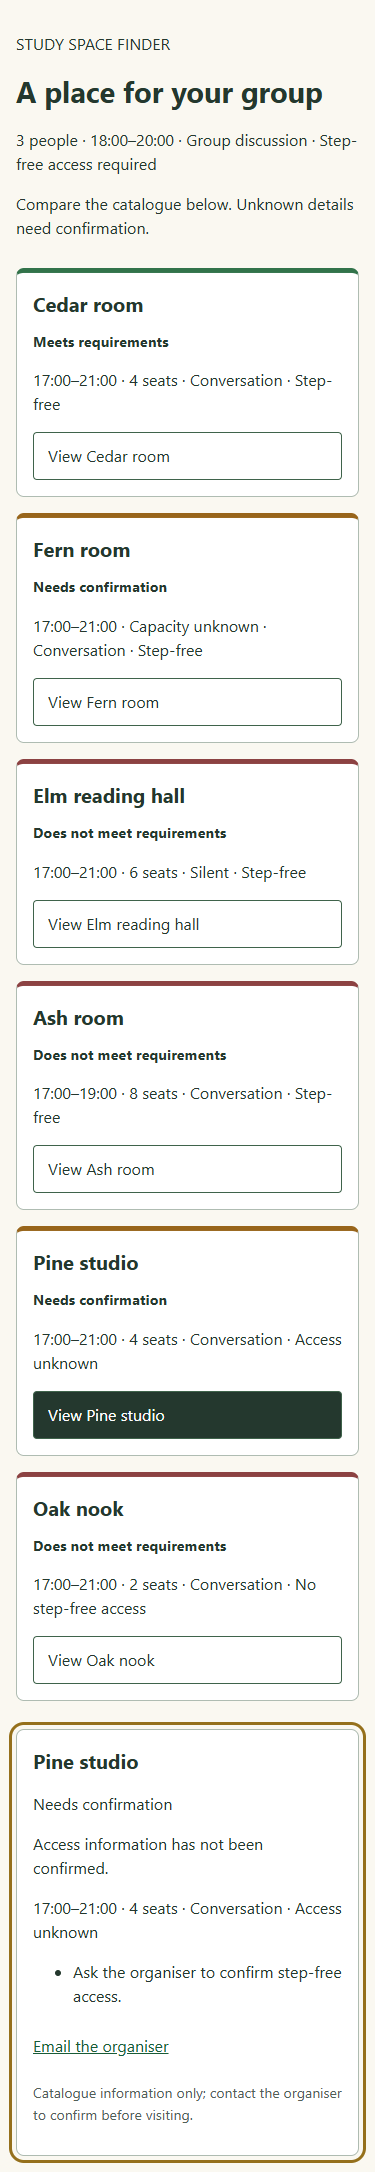 STUDY SPACE FINDER
A place for your group
3 people · 18:00–20:00 · Group discussion · Step-
free access required
Compare the catalogue below. Unknown details
need confirmation.
Cedar room
Meets requirements
17:00–21:00 · 4 seats · Conversation · Step-
free
View Cedar room
Fern room
Needs confirmation
17:00–21:00 · Capacity unknown ·
Conversation · Step-free
View Fern room
Elm reading hall
Does not meet requirements
17:00–21:00 · 6 seats · Silent · Step-free
View Elm reading hall
Ash room
Does not meet requirements
17:00–19:00 · 8 seats · Conversation · Step-
free
View Ash room
Pine studio
Needs confirmation
17:00–21:00 · 4 seats · Conversation · Access
unknown
View Pine studio
Oak nook
Does not meet requirements
17:00–21:00 · 2 seats · Conversation · No
step-free access
View Oak nook
Pine studio
Needs confirmation
Access information has not been
confirmed.
17:00–21:00 · 4 seats · Conversation · Access
unknown
• Ask the organiser to confirm step-free
access.
Email the organiser
Catalogue information only; contact the organiser
to confirm before visiting.